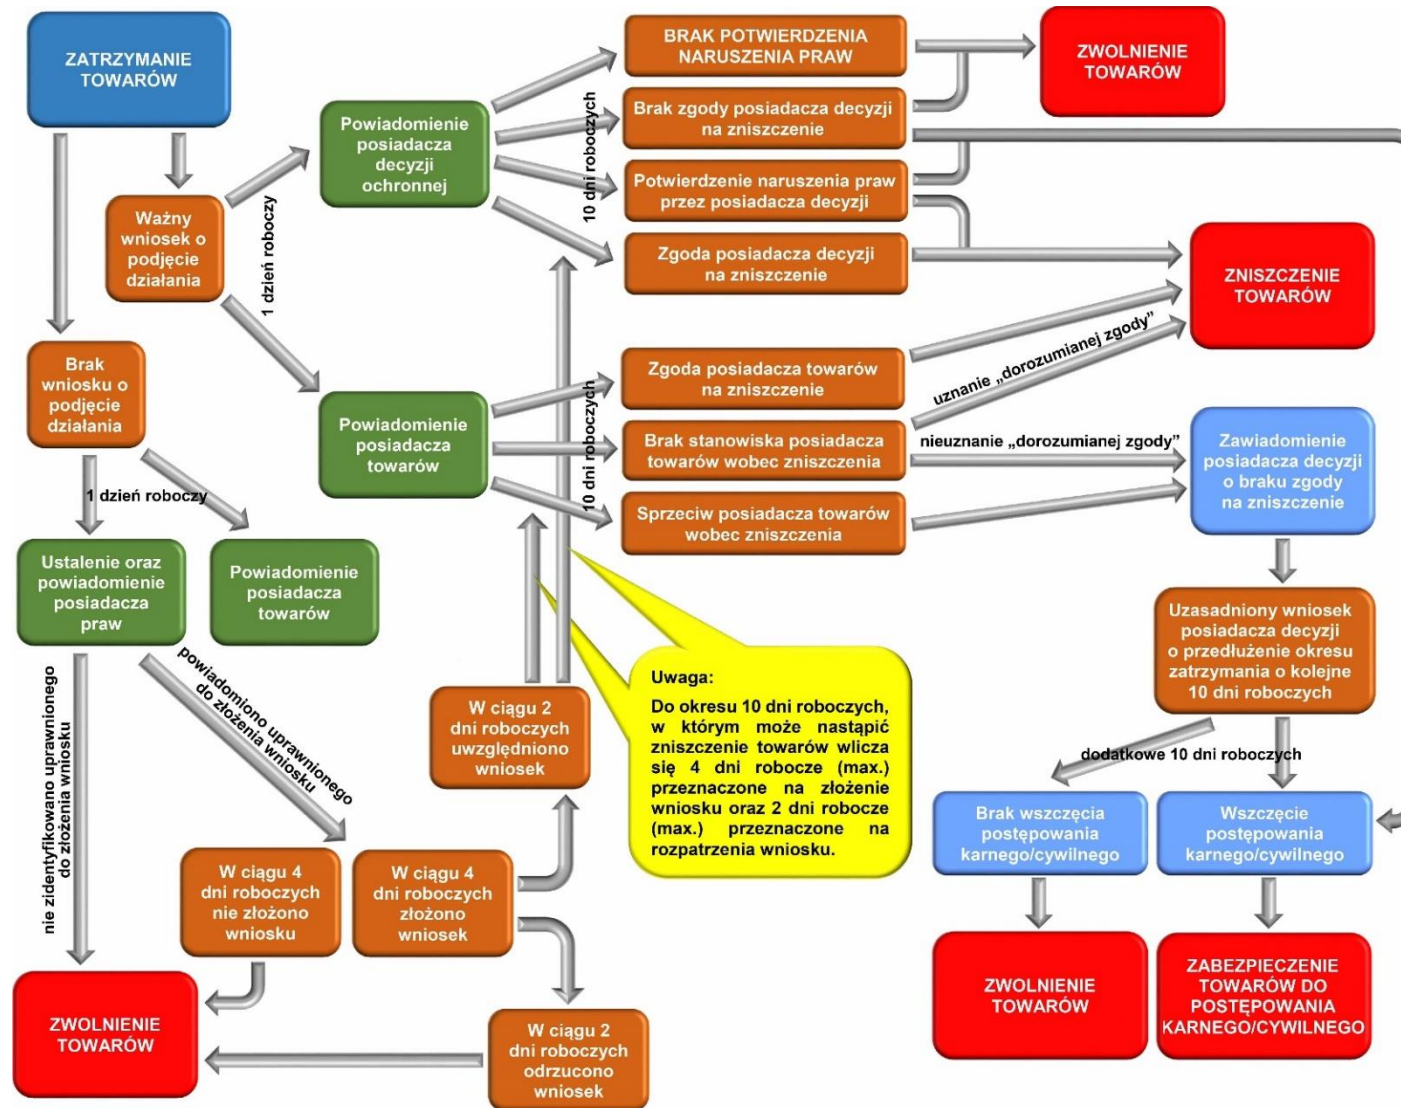 ZATRZYMANIE
TOWARÓW
BRAK POTWIERDZENIA
NARUSZENIA PRAW
ZWOLNIENIE
TOWARÓW
Powiadomienie
posiadacza
decyzji
ochronnej
Brak zgody posiadacza decyzji
na zniszczenie
10 dni roboczych
Potwierdzenie naruszenia praw
przez posiadacza decyzji
Ważny
wniosek o
podjęcie
działania
1 dzień roboczy
Zgoda posiadacza decyzji
na zniszczenie
ZNISZCZENIE
TOWARÓW
Brak
wniosku o
podjęcie
działania
Powiadomienie
posiadacza
towarów
Zgoda posiadacza towarów
na zniszczenie
10 dni roboczych
uznanie „dorozumianej zgody”
Brak stanowiska posiadacza
towarów wobec zniszczenia
nieuznanie „dorozumianej zgody”
Zawiadomienie
posiadacza decyzji
o braku zgody
na zniszczenie
Sprzeciw posiadacza towarów
wobec zniszczenia
1 dzień roboczy
Ustalenie oraz
powiadomienie
posiadacza
praw
Powiadomienie
posiadacza
towarów
Uzasadniony wniosek
posiadacza decyzji
o przedłużenie okresu
zatrzymania o kolejne
10 dni roboczych
nie zidentyfikowano uprawnionego
do złożenia wniosku
powiadomiono uprawnionego
do złożenia wniosku
W ciągu 2
dni roboczych
uwzględniono
wniosek
Uwaga:
Do okresu 10 dni roboczych,
w którym może nastąpić
zniszczenie towarów wlicza
się 4 dni robocze (max.)
przeznaczone na złożenie
wniosku oraz 2 dni robocze
(max.) przeznaczone na
rozpatrzenia wniosku.
dodatkowe 10 dni roboczych
Brak wszczęcia
postępowania
karnego/cywilnego
Wszczęcie
postępowania
karnego/cywilnego
W ciągu 4
dni roboczych
nie złożono
wniosku
W ciągu 4
dni roboczych
złożono
wniosek
ZWOLNIENIE
TOWARÓW
W ciągu 2
dni roboczych
odrzucono
wniosek
ZWOLNIENIE
TOWARÓW
ZABEZPIECZENIE
TOWARÓW DO
POSTĘPOWANIA
KARNEGO/CYWILNEGO